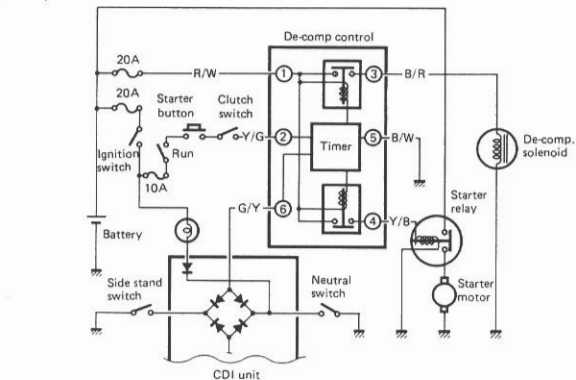 De-comp control
20A
R/W
1
3
B/R
20A
Starter
button
Clutch
switch
Y/G
2
Timer
5
B/W
De-comp.
solenoid
Ignition
switch
Run
10A
G/Y
6
4
Y/B
Starter
relay
Battery
Side stand
switch
Neutral
switch
Starter
motor
CDI unit